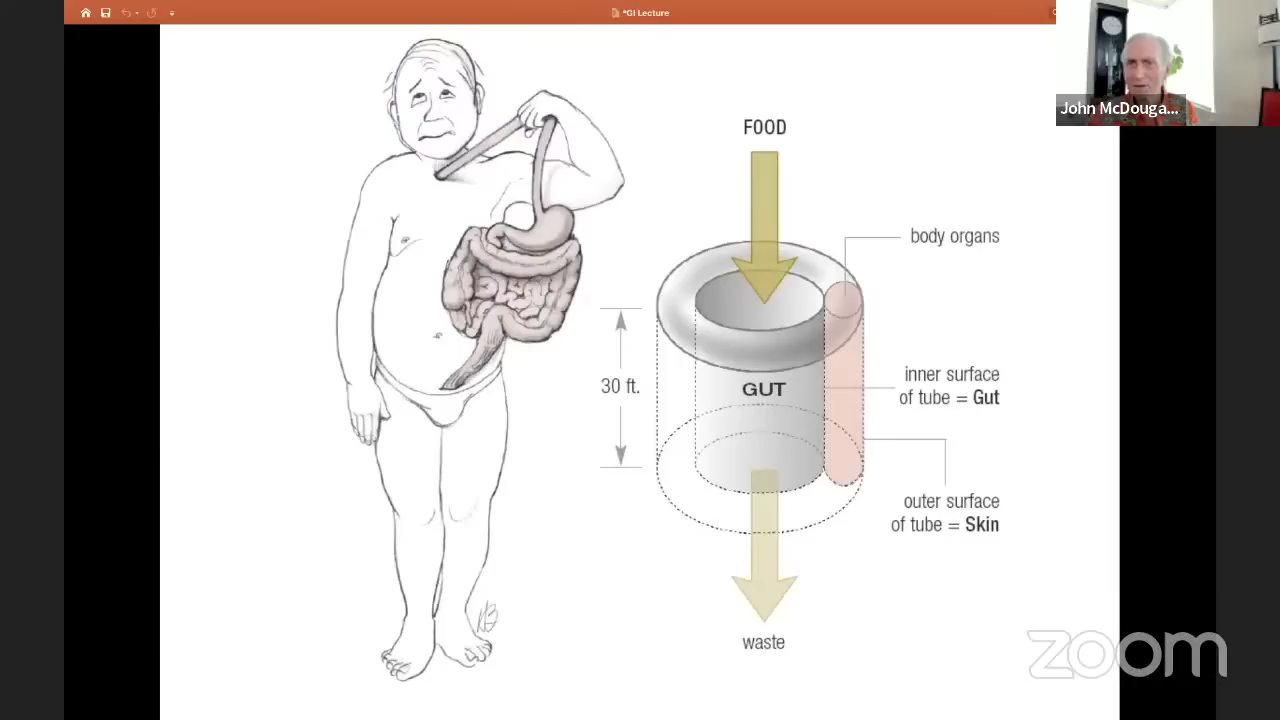 *GI Lecture
John McDouga...
FOOD
body organs
inner surface
of tube = Gut
30 ft.
GUT
outer surface
of tube = Skin
waste
zoom